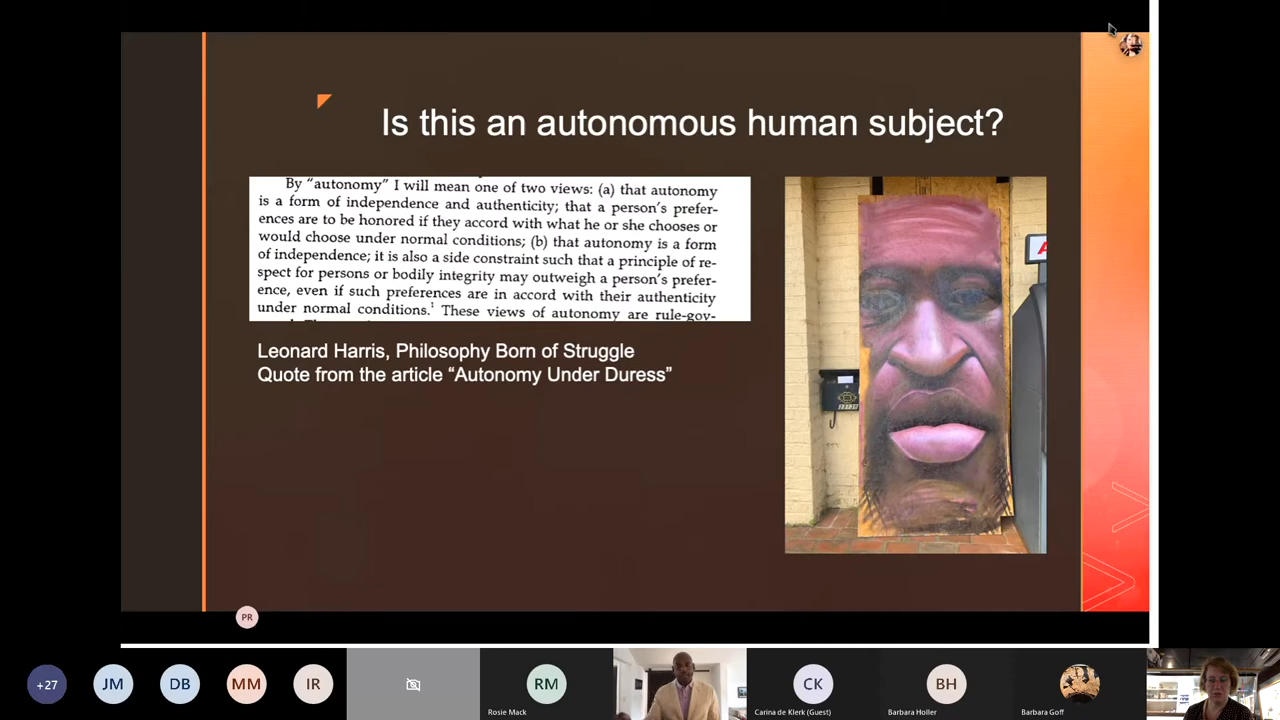 Is this an autonomous human subject?
By “autonomy” I will mean one of two views: (a) that autonomy
is a form of independence and authenticity; that a person’s prefer-
ences are to be honored if they accord with what he or she chooses or
would choose under normal conditions; (b) that autonomy is a form
of independence; it is also a side constraint such that a principle of re-
spect for persons or bodily integrity may outweigh a person’s prefer-
ence, even if such preferences are in accord with their authenticity
under normal conditions.¹ These views of autonomy are rule-gov-
Leonard Harris, Philosophy Born of Struggle
Quote from the article “Autonomy Under Duress”
A
PR
+27
JM
DB
MM
IR
RM
CK
BH
Rosie Mack
Carina de Klerk (Guest)
Barbara Holler
Barbara Goff